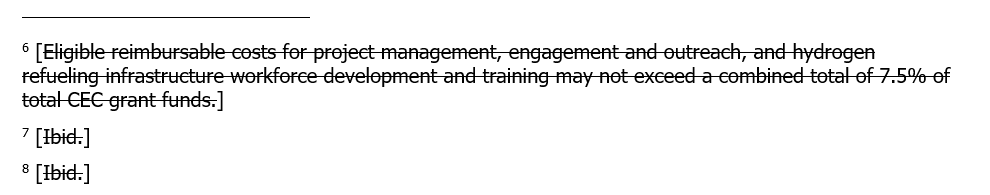 6 [Eligible reimbursable costs for project management, engagement and outreach, and hydrogen
refueling infrastructure workforce development and training may not exceed a combined total of 7.5% of
total CEC grant funds.]
7 [Ibid.]
8 [Ibid.]